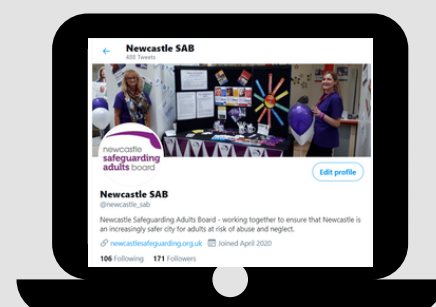 Newcastle SAB
455 Tweets
newcastle
safeguarding
adults board
Edit profile
Newcastle SAB
@newcastle_sab
Newcastle Safeguarding Adults Board - working together to ensure that Newcastle is
an increasingly safer city for adults at risk of abuse and neglect.
newcastlesafeguarding.org.uk Joined April 2020
106 Following 171 Followers